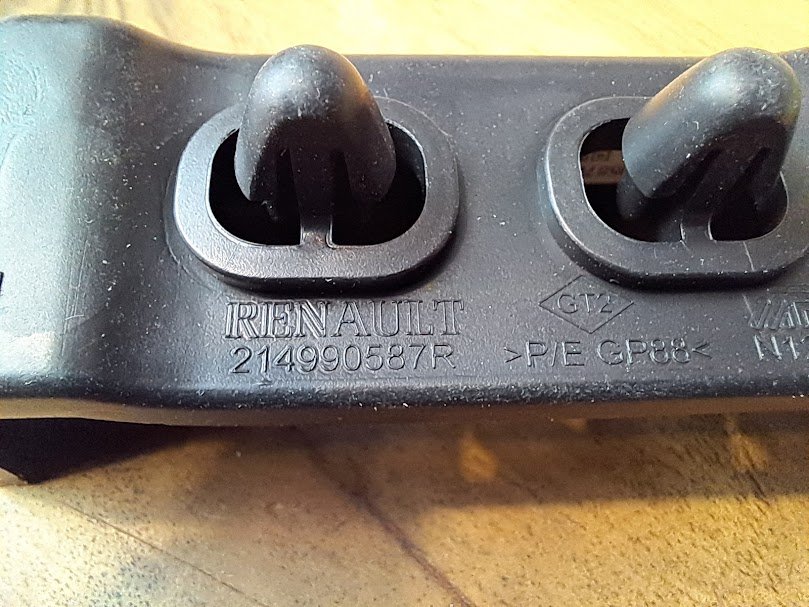 RENAULT
214990587R
GT2
>P/E GP88<